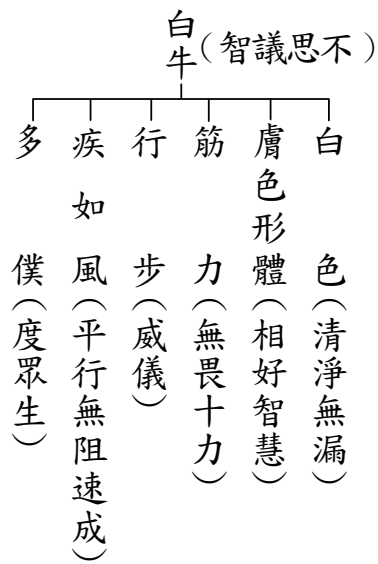 白牛（不思議智）
白色（清淨無漏）
膚色形體（相好智慧）
筋力（無畏十力）
行步（威儀）
疾如風（平行無阻速成）
多僕（度眾生）